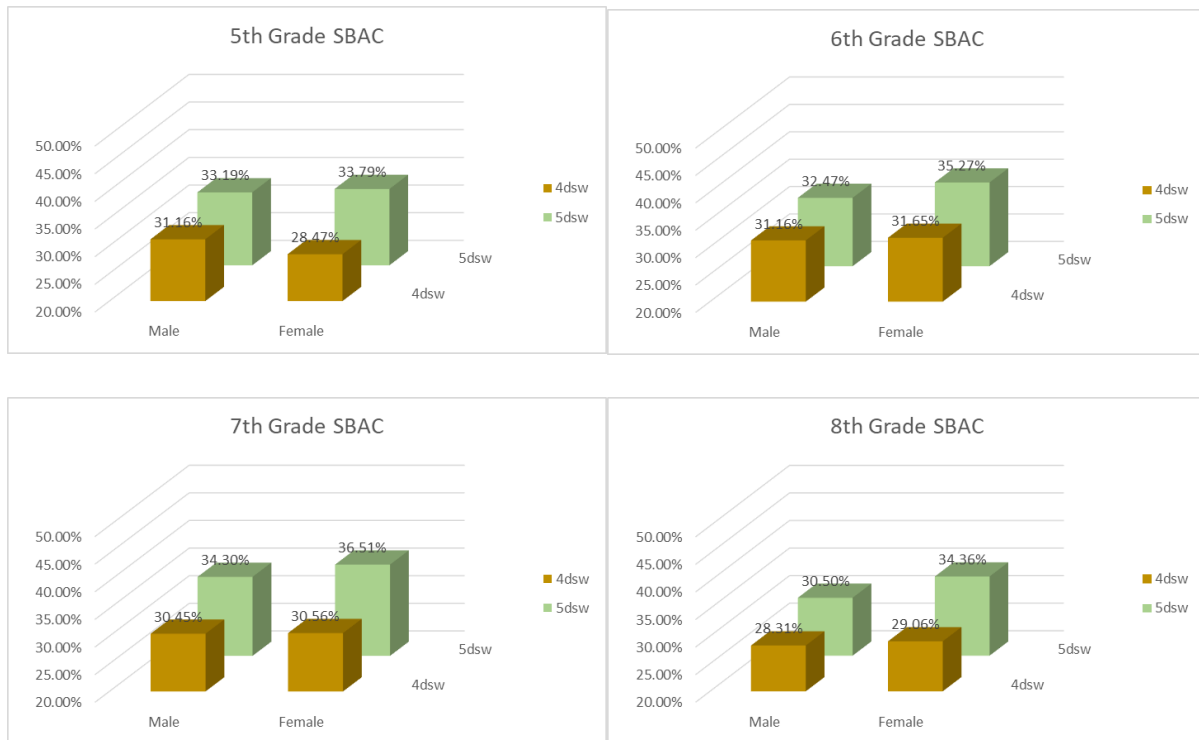 5th Grade SBAC
50.00%
45.00%
40.00%
35.00%
30.00%
25.00%
20.00%
33.19%
33.79%
31.16%
28.47%
Male
Female
5dsw
4dsw
4dsw
5dsw
6th Grade SBAC
50.00%
45.00%
40.00%
35.00%
30.00%
25.00%
20.00%
32.47%
35.27%
31.16%
31.65%
Male
Female
5dsw
4dsw
4dsw
5dsw
7th Grade SBAC
50.00%
45.00%
40.00%
35.00%
30.00%
25.00%
20.00%
34.30%
36.51%
30.45%
30.56%
Male
Female
5dsw
4dsw
4dsw
5dsw
8th Grade SBAC
50.00%
45.00%
40.00%
35.00%
30.00%
25.00%
20.00%
30.50%
34.36%
28.31%
29.06%
Male
Female
5dsw
4dsw
4dsw
5dsw